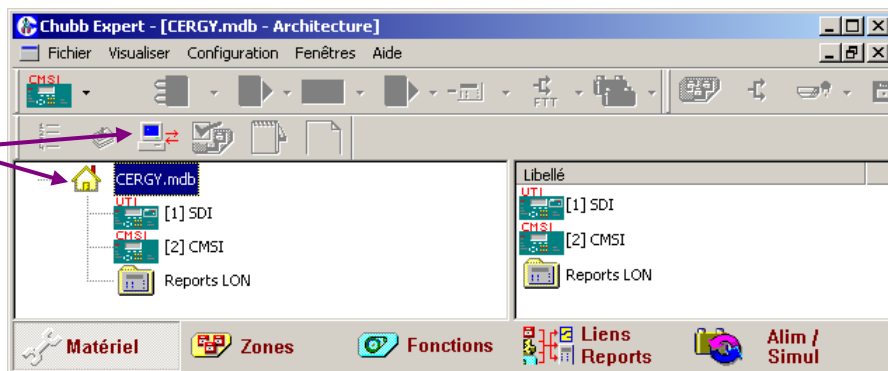 Chubb Expert - [CERGY.mdb - Architecture]
Fichier Visualiser Configuration Fenêtres Aide
CMSI
FTT
CERGY.mdb
UTI
[1] SDI
CMSI
[2] CMSI
Reports LON
Libellé
UTI
[1] SDI
CMSI
[2] CMSI
Reports LON
Matériel
Zones
Fonctions
Liens
Reports
Alim /
Simul